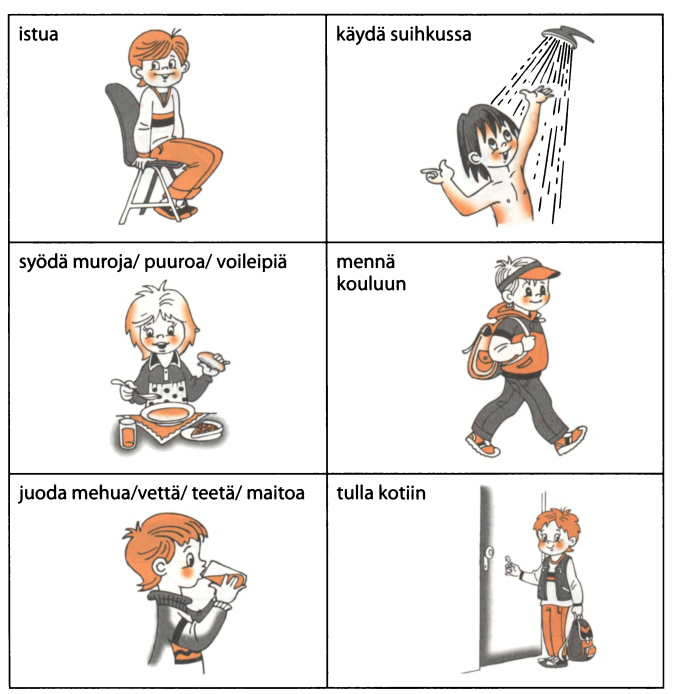 istua
käydä suihkussa
syödä muroja/ puuroa/ voileipiä
mennä
kouluun
juoda mehua/vettä/ teetä/ maitoa
tulla kotiin